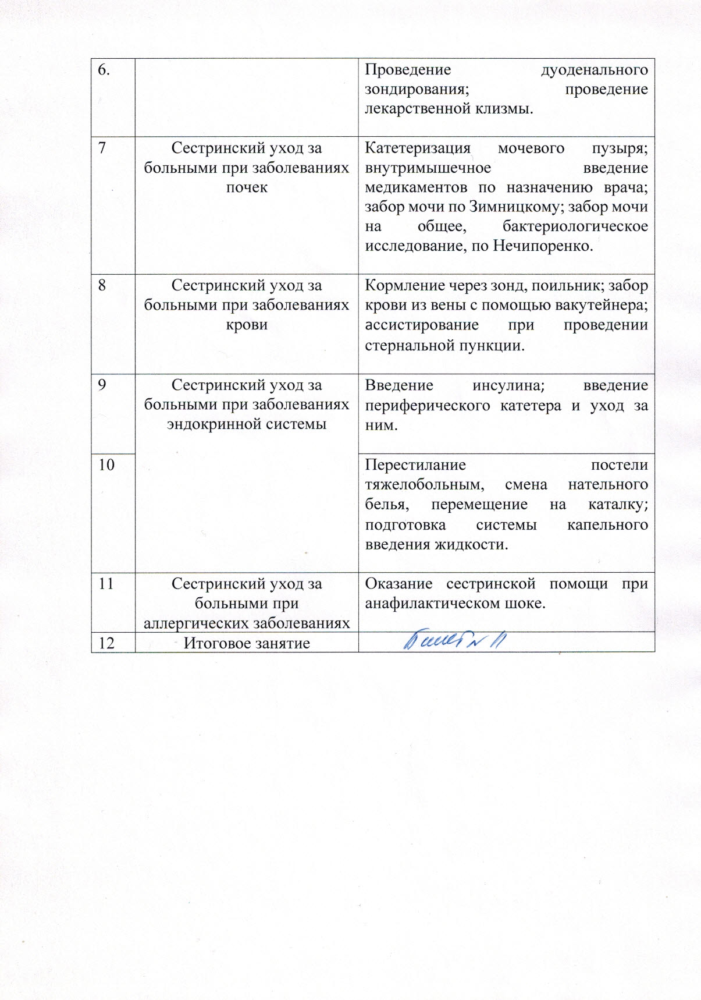 6.
Проведение дуоденального
зондирования; проведение
лекарственной клизмы.
7
Сестринский уход за
больными при заболеваниях
почек
Катетеризация мочевого пузыря;
внутримышечное введение
медикаментов по назначению врача;
забор мочи по Зимницкому; забор мочи
на общее, бактериологическое
исследование, по Нечипоренко.
8
Сестринский уход за
больными при заболеваниях
крови
Кормление через зонд, поильник; забор
крови из вены с помощью вакутейнера;
ассистирование при проведении
стернальной пункции.
9
Сестринский уход за
больными при заболеваниях
эндокринной системы
Введение инсулина; введение
периферического катетера и уход за
ним.
10
Перестилание постели
тяжелобольным, смена нательного
белья, перемещение на каталку;
подготовка системы капельного
введения жидкости.
11
Сестринский уход за
больными при
аллергических заболеваниях
Оказание сестринской помощи при
анафилактическом шоке.
12
Итоговое занятие